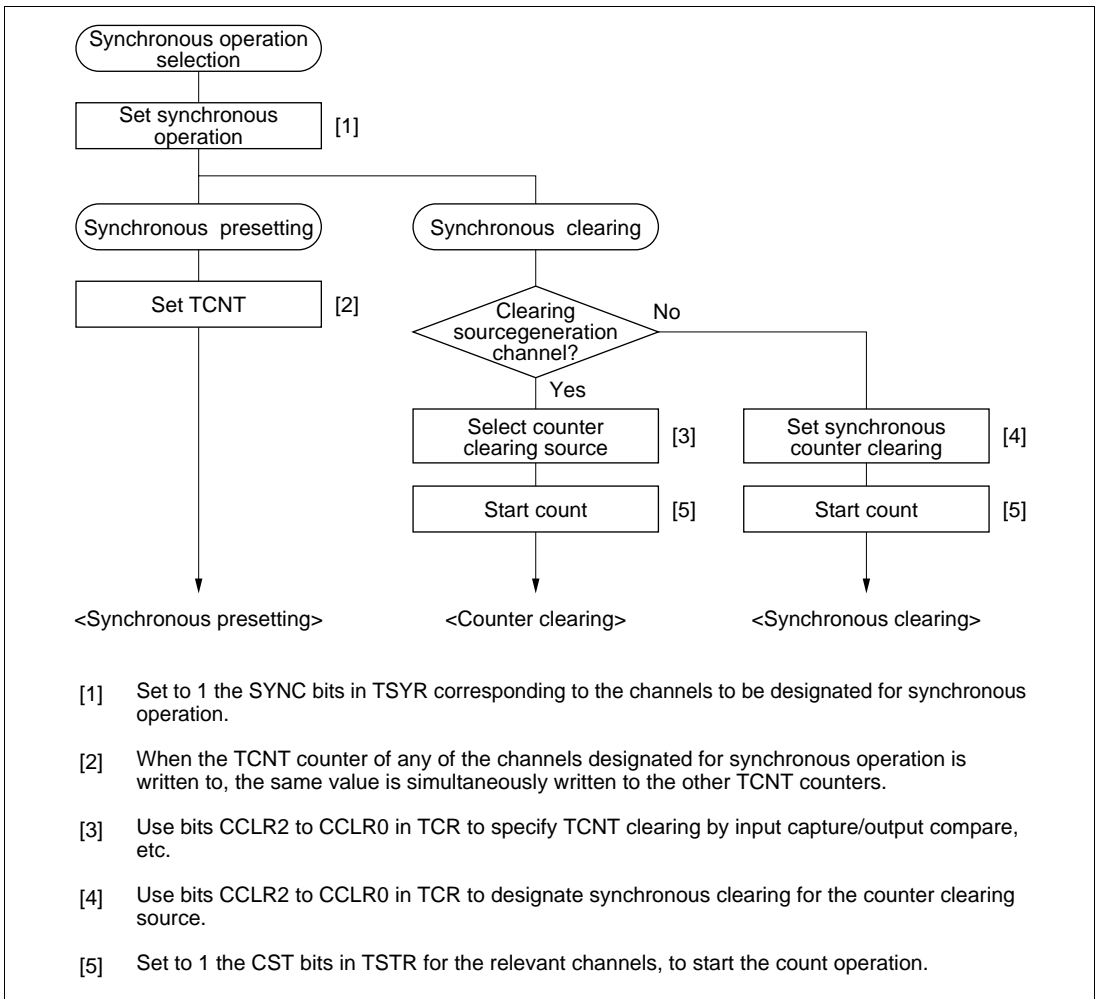 Synchronous operation
selection
Set synchronous
operation
[1]
Synchronous presetting
Synchronous clearing
Set TCNT
[2]
Clearing
sourcegeneration
channel?
No
Yes
Select counter
clearing source
[3]
Set synchronous
counter clearing
[4]
Start count
[5]
Start count
[5]
<Synchronous presetting>
<Counter clearing>
<Synchronous clearing>
[1] Set to 1 the SYNC bits in TSYR corresponding to the channels to be designated for synchronous
operation.
[2] When the TCNT counter of any of the channels designated for synchronous operation is
written to, the same value is simultaneously written to the other TCNT counters.
[3] Use bits CCLR2 to CCLR0 in TCR to specify TCNT clearing by input capture/output compare,
etc.
[4] Use bits CCLR2 to CCLR0 in TCR to designate synchronous clearing for the counter clearing
source.
[5] Set to 1 the CST bits in TSTR for the relevant channels, to start the count operation.